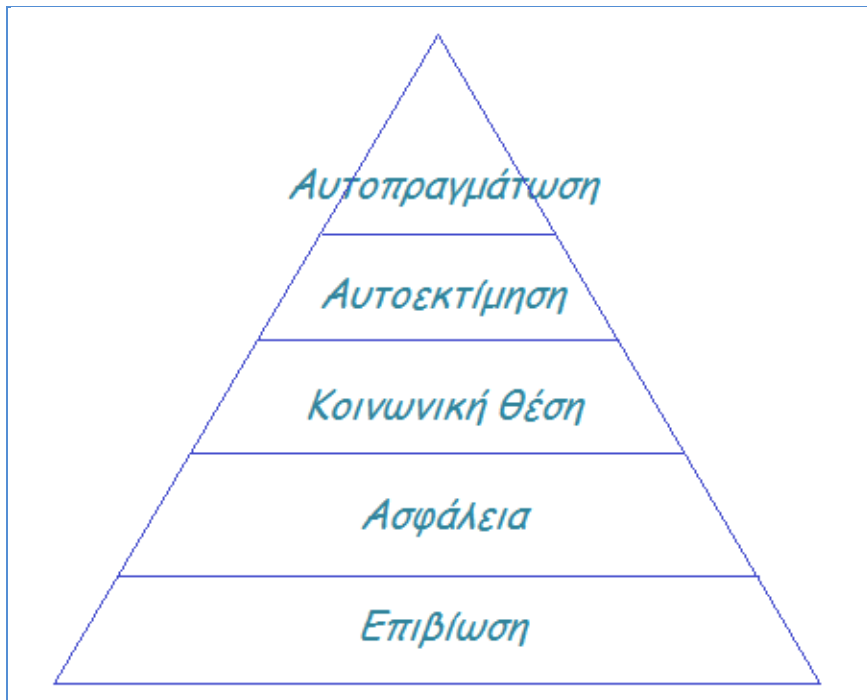 Αυτοπραγμάτωση
Αυτοεκτίμηση
Κοινωνική θέση
Ασφάλεια
Επιβίωση